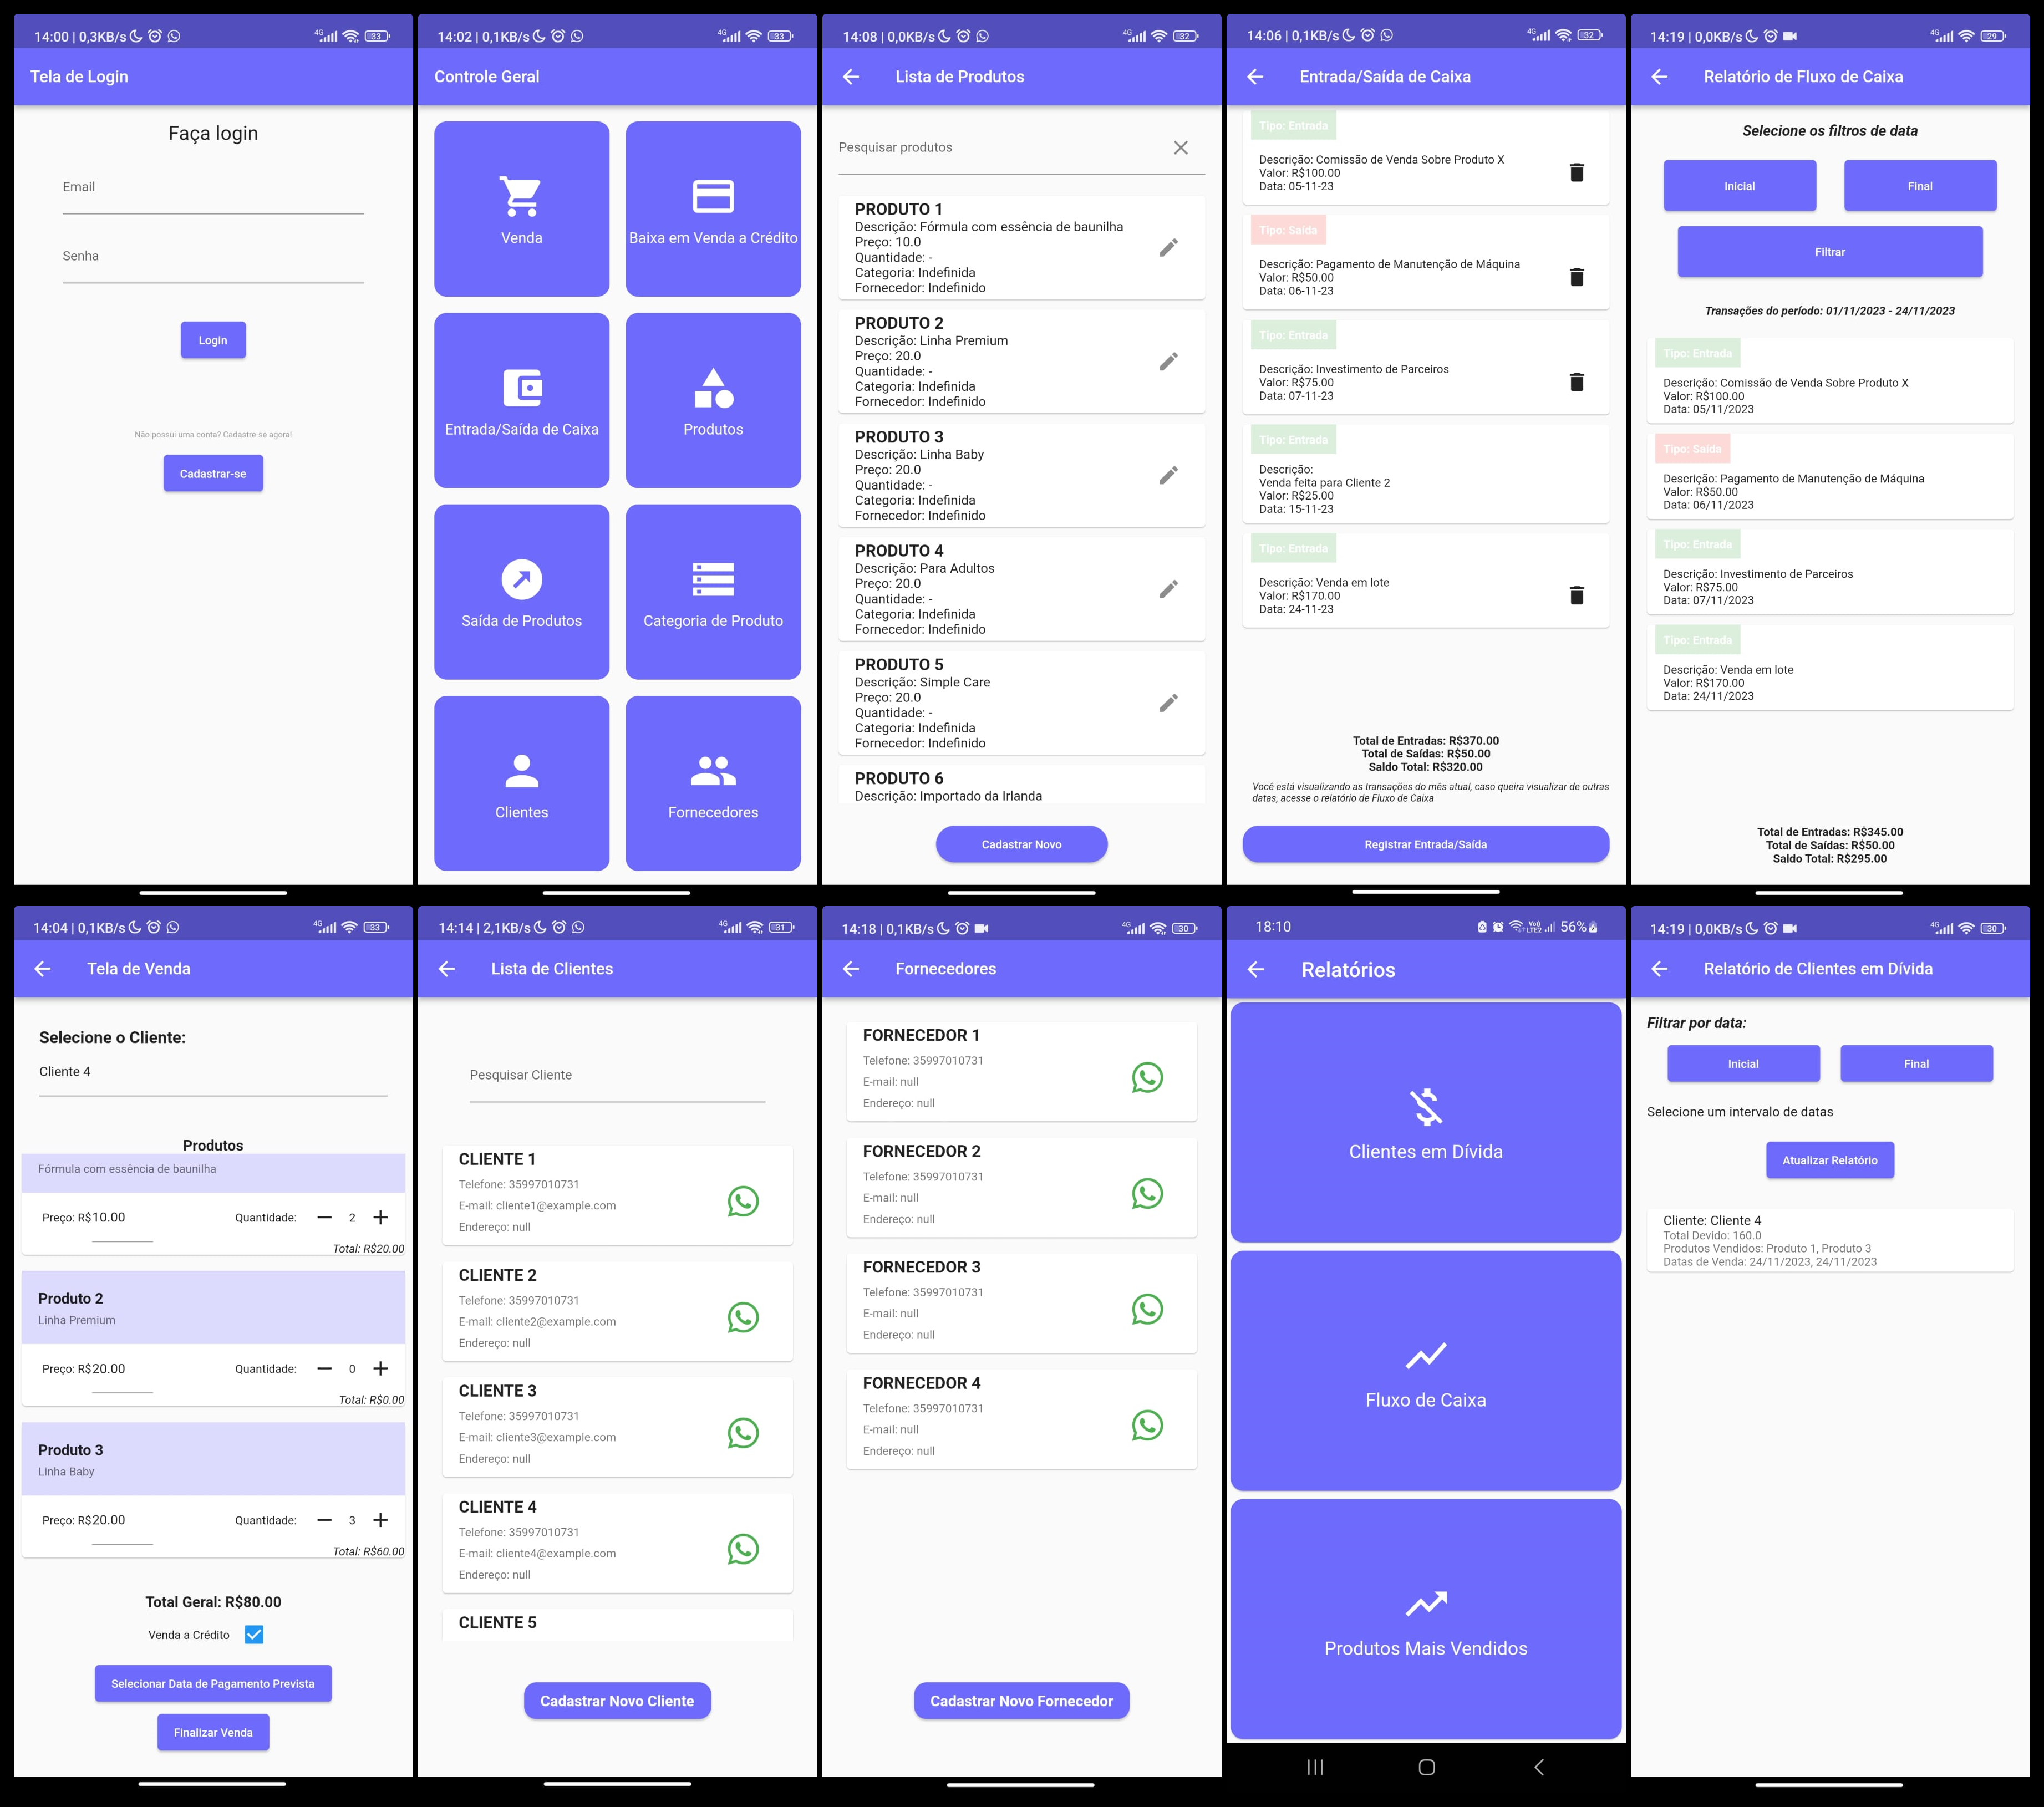 14:00 | 0,3KB/s
4G
33
Tela de Login
Faça login
Email
Senha
Login
Não possui uma conta? Cadastre-se agora!
Cadastrar-se
14:02 | 0,1KB/s
4G
33
Controle Geral
Venda
Baixa em Venda a Crédito
Entrada/Saída de Caixa
Produtos
Saída de Produtos
Categoria de Produto
Clientes
Fornecedores
14:08 | 0,0KB/s
4G
32
Lista de Produtos
Pesquisar produtos
PRODUTO 1
Descrição: Fórmula com essência de baunilha
Preço: 10.0
Quantidade: -
Categoria: Indefinida
Fornecedor: Indefinido
PRODUTO 2
Descrição: Linha Premium
Preço: 20.0
Quantidade: -
Categoria: Indefinida
Fornecedor: Indefinido
PRODUTO 3
Descrição: Linha Baby
Preço: 20.0
Quantidade: -
Categoria: Indefinida
Fornecedor: Indefinido
PRODUTO 4
Descrição: Para Adultos
Preço: 20.0
Quantidade: -
Categoria: Indefinida
Fornecedor: Indefinido
PRODUTO 5
Descrição: Simple Care
Preço: 20.0
Quantidade: -
Categoria: Indefinida
Fornecedor: Indefinido
PRODUTO 6
Descrição: Importado da Irlanda
Cadastrar Novo
14:06 | 0,1KB/s
4G
32
Entrada/Saída de Caixa
Tipo: Entrada
Descrição: Comissão de Venda Sobre Produto X
Valor: R$100.00
Data: 05-11-23
Tipo: Saída
Descrição: Pagamento de Manutenção de Máquina
Valor: R$50.00
Data: 06-11-23
Tipo: Entrada
Descrição: Investimento de Parceiros
Valor: R$75.00
Data: 07-11-23
Tipo: Entrada
Descrição:
Venda feita para Cliente 2
Valor: R$25.00
Data: 15-11-23
Tipo: Entrada
Descrição: Venda em lote
Valor: R$170.00
Data: 24-11-23
Total de Entradas: R$370.00
Total de Saídas: R$50.00
Saldo Total: R$320.00
Você está visualizando as transações do mês atual, caso queira visualizar de outras
datas, acesse o relatório de Fluxo de Caixa
Registrar Entrada/Saída
14:19 | 0,0KB/s
4G
29
Relatório de Fluxo de Caixa
Selecione os filtros de data
Inicial
Final
Filtrar
Transações do período: 01/11/2023 - 24/11/2023
Tipo: Entrada
Descrição: Comissão de Venda Sobre Produto X
Valor: R$100.00
Data: 05/11/2023
Tipo: Saída
Descrição: Pagamento de Manutenção de Máquina
Valor: R$50.00
Data: 06/11/2023
Tipo: Entrada
Descrição: Investimento de Parceiros
Valor: R$75.00
Data: 07/11/2023
Tipo: Entrada
Descrição: Venda em lote
Valor: R$170.00
Data: 24/11/2023
Total de Entradas: R$345.00
Total de Saídas: R$50.00
Saldo Total: R$295.00
14:04 | 0,1KB/s
4G
33
Tela de Venda
Selecione o Cliente:
Cliente 4
Produtos
Fórmula com essência de baunilha
Preço: R$10.00
Quantidade:
2
Total: R$20.00
Produto 2
Linha Premium
Preço: R$20.00
Quantidade:
0
Total: R$0.00
Produto 3
Linha Baby
Preço: R$20.00
Quantidade:
3
Total: R$60.00
Total Geral: R$80.00
Venda a Crédito
Selecionar Data de Pagamento Prevista
Finalizar Venda
14:14 | 2,1KB/s
4G
31
Lista de Clientes
Pesquisar Cliente
CLIENTE 1
Telefone: 35997010731
E-mail: cliente1@example.com
Endereço: null
CLIENTE 2
Telefone: 35997010731
E-mail: cliente2@example.com
Endereço: null
CLIENTE 3
Telefone: 35997010731
E-mail: cliente3@example.com
Endereço: null
CLIENTE 4
Telefone: 35997010731
E-mail: cliente4@example.com
Endereço: null
CLIENTE 5
Cadastrar Novo Cliente
14:18 | 0,1KB/s
4G
30
Fornecedores
FORNECEDOR 1
Telefone: 35997010731
E-mail: null
Endereço: null
FORNECEDOR 2
Telefone: 35997010731
E-mail: null
Endereço: null
FORNECEDOR 3
Telefone: 35997010731
E-mail: null
Endereço: null
FORNECEDOR 4
Telefone: 35997010731
E-mail: null
Endereço: null
Cadastrar Novo Fornecedor
18:10
Vo))
LTE2
56%
Relatórios
Clientes em Dívida
Fluxo de Caixa
Produtos Mais Vendidos
14:19 | 0,0KB/s
4G
30
Relatório de Clientes em Dívida
Filtrar por data:
Inicial
Final
Selecione um intervalo de datas
Atualizar Relatório
Cliente: Cliente 4
Total Devido: 160.0
Produtos Vendidos: Produto 1, Produto 3
Datas de Venda: 24/11/2023, 24/11/2023